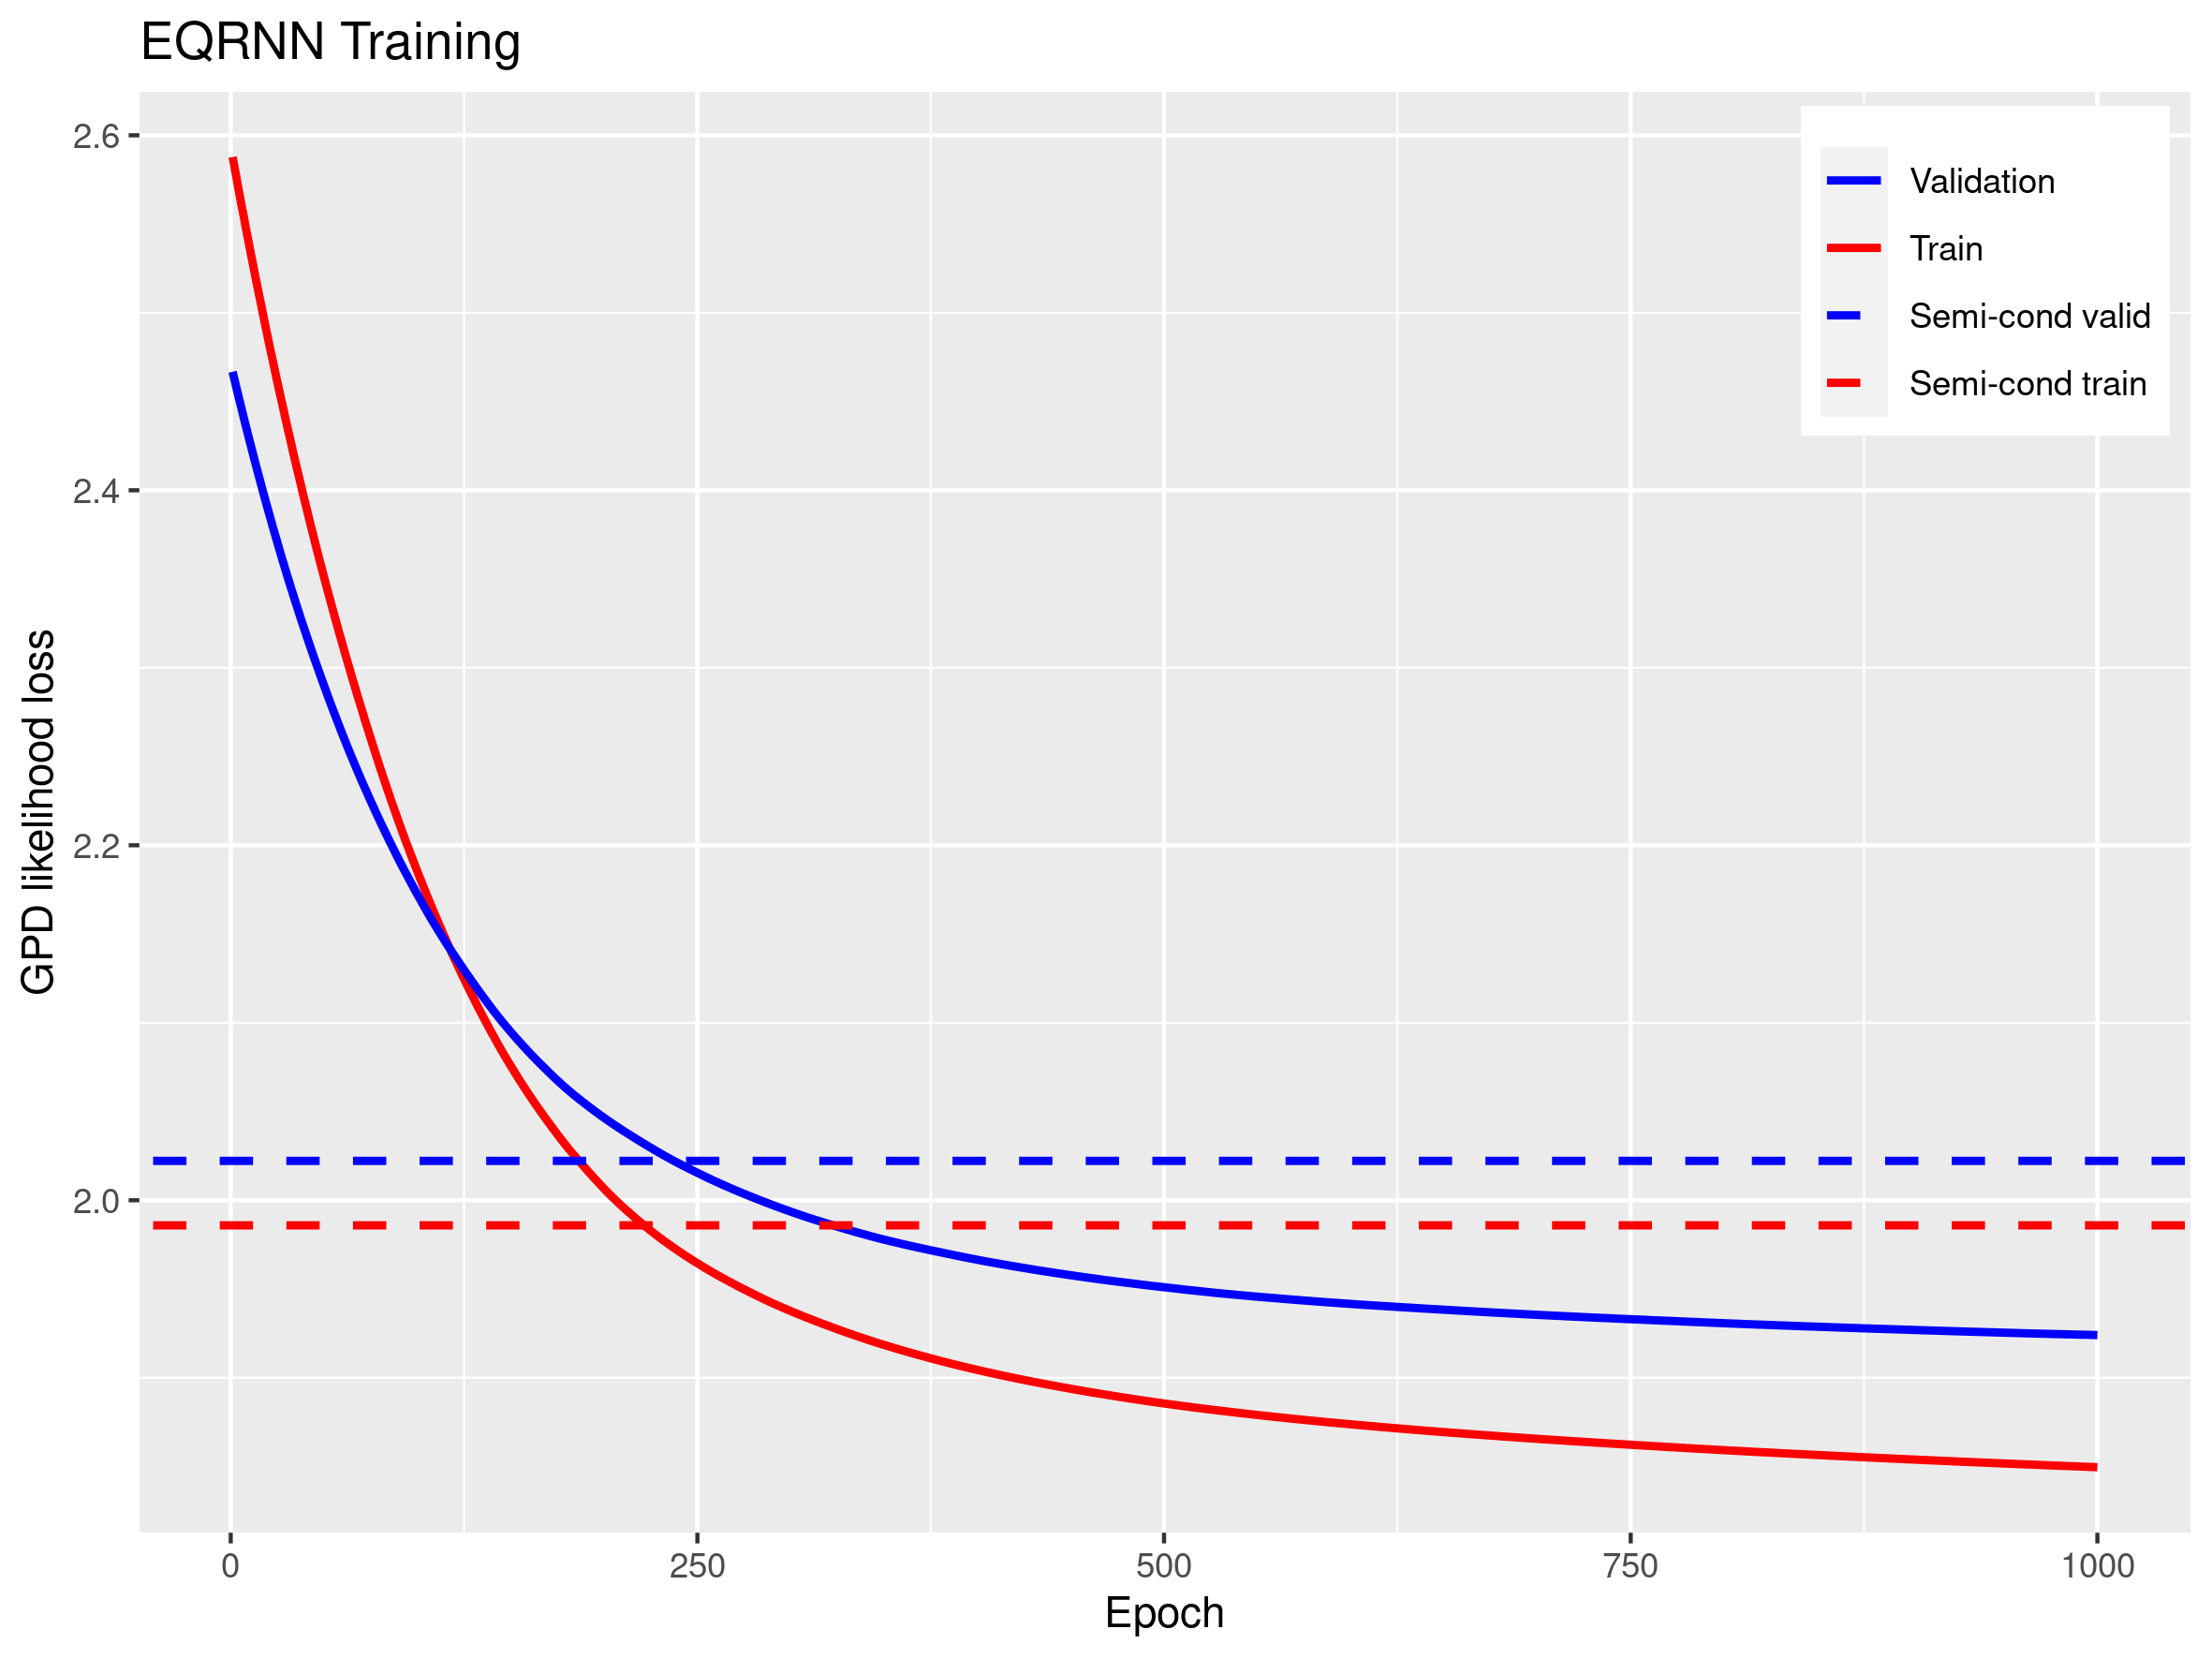 EQRNN Training
GPD likelihood loss
2.6
2.4
2.2
2.0
Validation
Train
Semi-cond valid
Semi-cond train
0
250
500
750
1000
Epoch